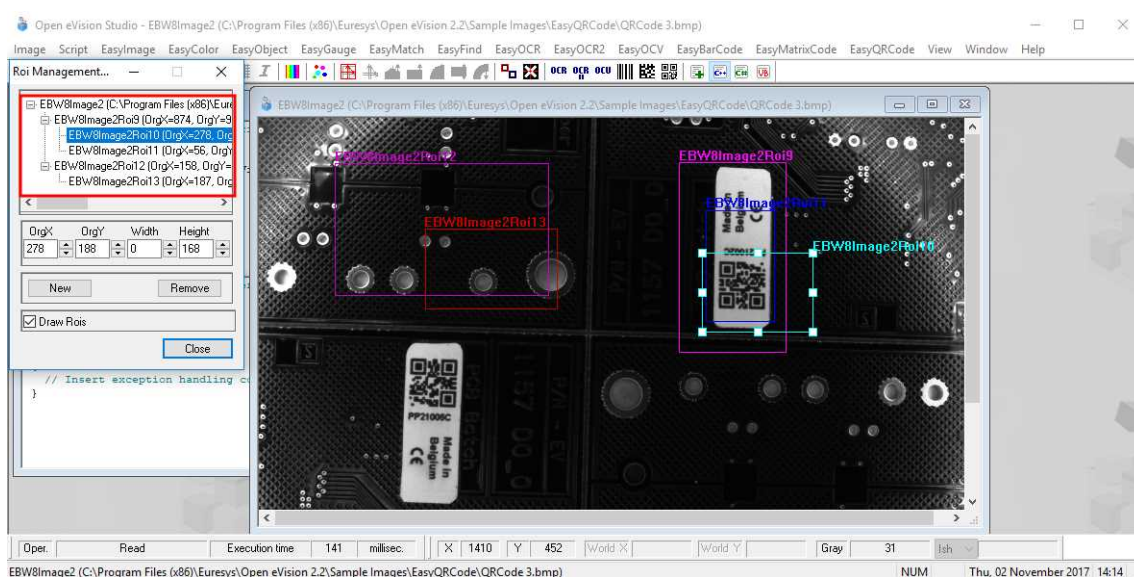 Open eVision Studio - EBW8Image2 (C:\Program Files (x86)\Euresys\Open eVision 2.2\Sample Images\EasyQRCode\QRCode 3.bmp)
Image Script EasyImage EasyColor EasyObject EasyGauge EasyMatch EasyFind EasyOCR EasyOCR2 EasyOCV EasyBarCode EasyMatrixCode EasyQRCode View Window Help
Roi Management...
EBW8Image2 (C:\Program Files (x86)\Eure
EBW8Image2Roi9 (OrgX=874, OrgY=9
EBW8Image2Roi10 (OrgX=278, Org
EBW8Image2Roi11 (OrgX=56, OrgY
EBW8Image2Roi12 (OrgX=158, OrgY=
EBW8Image2Roi13 (OrgX=187, Org
OrgX OrgY Width Height
278 188 0 168
New Remove
Draw Rois
Close
// Insert exception handling co
}
EBW8Image2 (C:\Program Files (x86)\Euresys\Open eVision 2.2\Sample Images\EasyQRCode\QRCode 3.bmp)
EBW8Image2Roi12
EBW8Image2Roi9
EBW8Image2Roi11
EBW8Image2Roi13
EBW8Image2Roi10
Made in
Belgium
PP21006C
Made in
Belgium
Oper. Read Execution time 141 millisec. X 1410 Y 452 World X World Y Gray 31 lsh
EBW8Image2 (C:\Program Files (x86)\Euresys\Open eVision 2.2\Sample Images\EasyQRCode\QRCode 3.bmp) NUM Thu, 02 November 2017 14:14